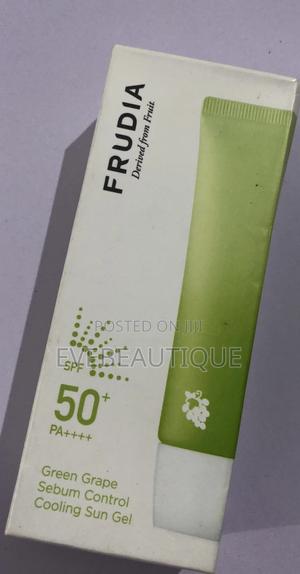 FRUDIA
Derived from Fruit
POSTED ON JIJI
EVEBEAUTIQUE
SPF
50+
PA++++
Green Grape
Sebum Control
Cooling Sun Gel